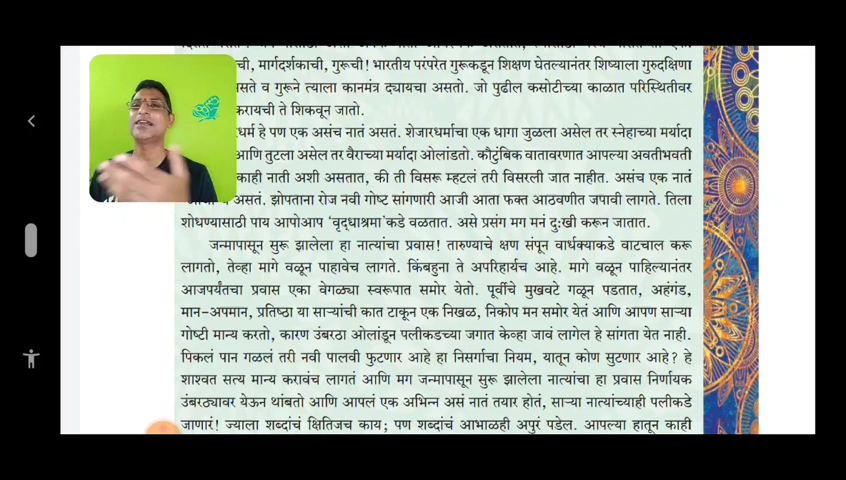 ची, मार्गदर्शकाची, गुरूची! भारतीय परंपरेत गुरूकडून शिक्षण घेतल्यानंतर शिष्याला गुरुदक्षिणा
सते व गुरूने त्याला कानमंत्र द्यायचा असतो. जो पुढील कसोटीच्या काळात परिस्थितीवर
करायची ते शिकवून जातो.
धर्म हे पण एक असंच नातं असतं. शेजारधर्माचा एक धागा जुळला असेल तर स्नेहाच्या मर्यादा
आणि तुटला असेल तर वैराच्या मर्यादा ओलांडतो. कौटुंबिक वातावरणात आपल्या अवतीभवती
काही नाती अशी असतात, की ती विसरू म्हटलं तरी विसरली जात नाहीत. असंच एक नातं
असतं. झोपताना रोज नवी गोष्ट सांगणारी आजी आता फक्त आठवणीत जपावी लागते. तिला
शोधण्यासाठी पाय आपोआप ‘वृद्धाश्रमा’कडे वळतात. असे प्रसंग मग मनं दुःखी करून जातात.
जन्मापासून सुरू झालेला हा नात्यांचा प्रवास! तारुण्याचे क्षण संपून वार्धक्याकडे वाटचाल करू
लागतो, तेव्हा मागे वळून पाहावेच लागते. किंबहुना ते अपरिहार्यच आहे. मागे वळून पाहिल्यानंतर
आजपर्यंतचा प्रवास एका वेगळ्या स्वरूपात समोर येतो. पूर्वीचे मुखवटे गळून पडतात, अहंगंड,
मान-अपमान, प्रतिष्ठा या साऱ्यांची कात टाकून एक निखळ, निकोप मन समोर येतं आणि आपण साऱ्या
गोष्टी मान्य करतो, कारण उंबरठा ओलांडून पलीकडच्या जगात केव्हा जावं लागेल हे सांगता येत नाही.
पिकलं पान गळलं तरी नवी पालवी फुटणार आहे हा निसर्गाचा नियम, यातून कोण सुटणार आहे? हे
शाश्वत सत्य मान्य करावंच लागतं आणि मग जन्मापासून सुरू झालेला नात्यांचा हा प्रवास निर्णायक
उंबरठ्यावर येऊन थांबतो आणि आपलं एक अभिन्न असं नातं तयार होतं, साऱ्या नात्यांच्याही पलीकडे
जाणारं! ज्याला शब्दांचं क्षितिजच काय; पण शब्दांचं आभाळही अपुरं पडेल. आपल्या हातून काही